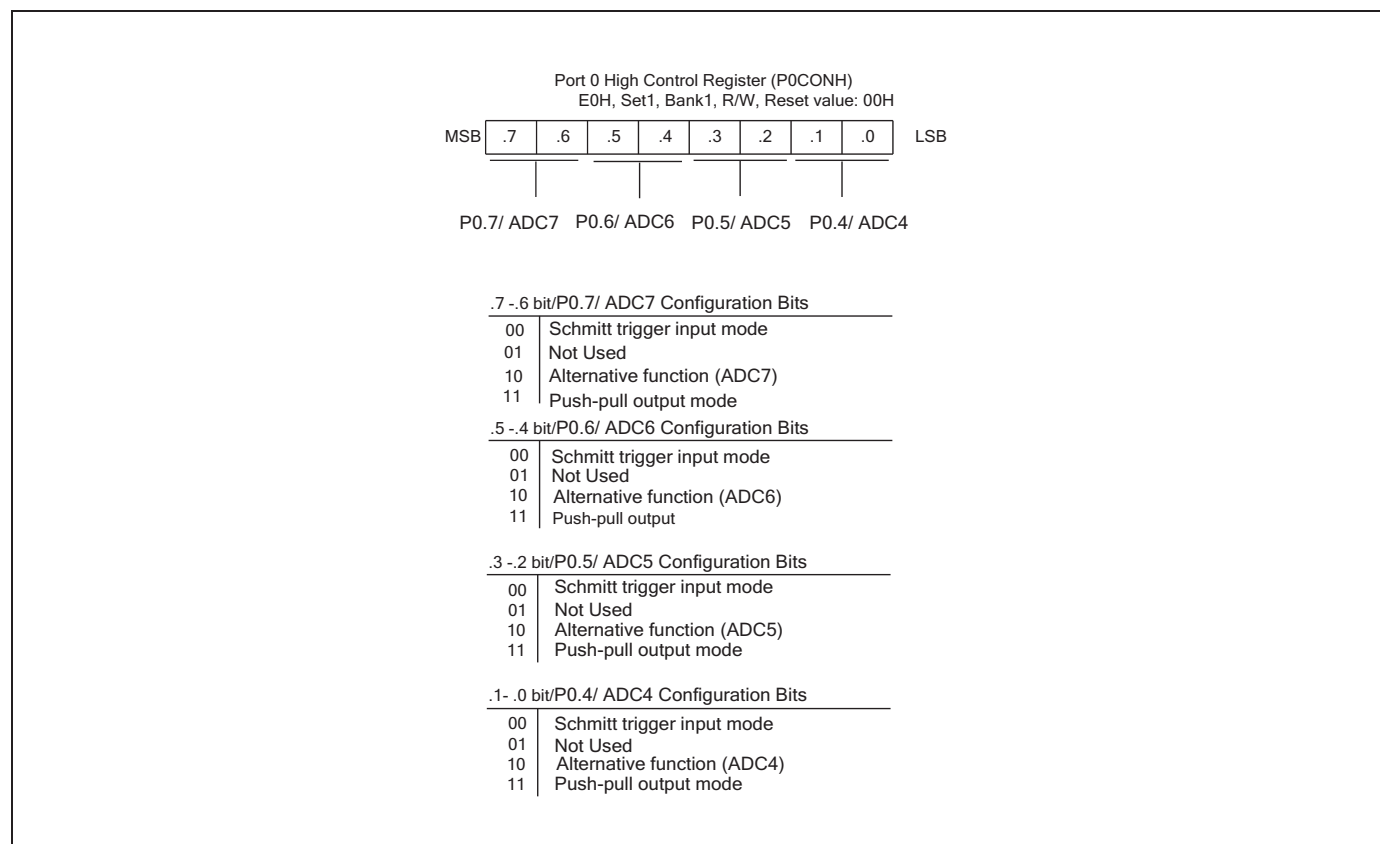 Port 0 High Control Register (P0CONH)
E0H, Set1, Bank1, R/W, Reset value: 00H
MSB .7 .6 .5 .4 .3 .2 .1 .0 LSB
P0.7/ ADC7 P0.6/ ADC6 P0.5/ ADC5 P0.4/ ADC4
.7 -.6 bit/P0.7/ ADC7 Configuration Bits
00 Schmitt trigger input mode
01 Not Used
10 Alternative function (ADC7)
11 Push-pull output mode
.5 -.4 bit/P0.6/ ADC6 Configuration Bits
00 Schmitt trigger input mode
01 Not Used
10 Alternative function (ADC6)
11 Push-pull output
.3 -.2 bit/P0.5/ ADC5 Configuration Bits
00 Schmitt trigger input mode
01 Not Used
10 Alternative function (ADC5)
11 Push-pull output mode
.1- .0 bit/P0.4/ ADC4 Configuration Bits
00 Schmitt trigger input mode
01 Not Used
10 Alternative function (ADC4)
11 Push-pull output mode